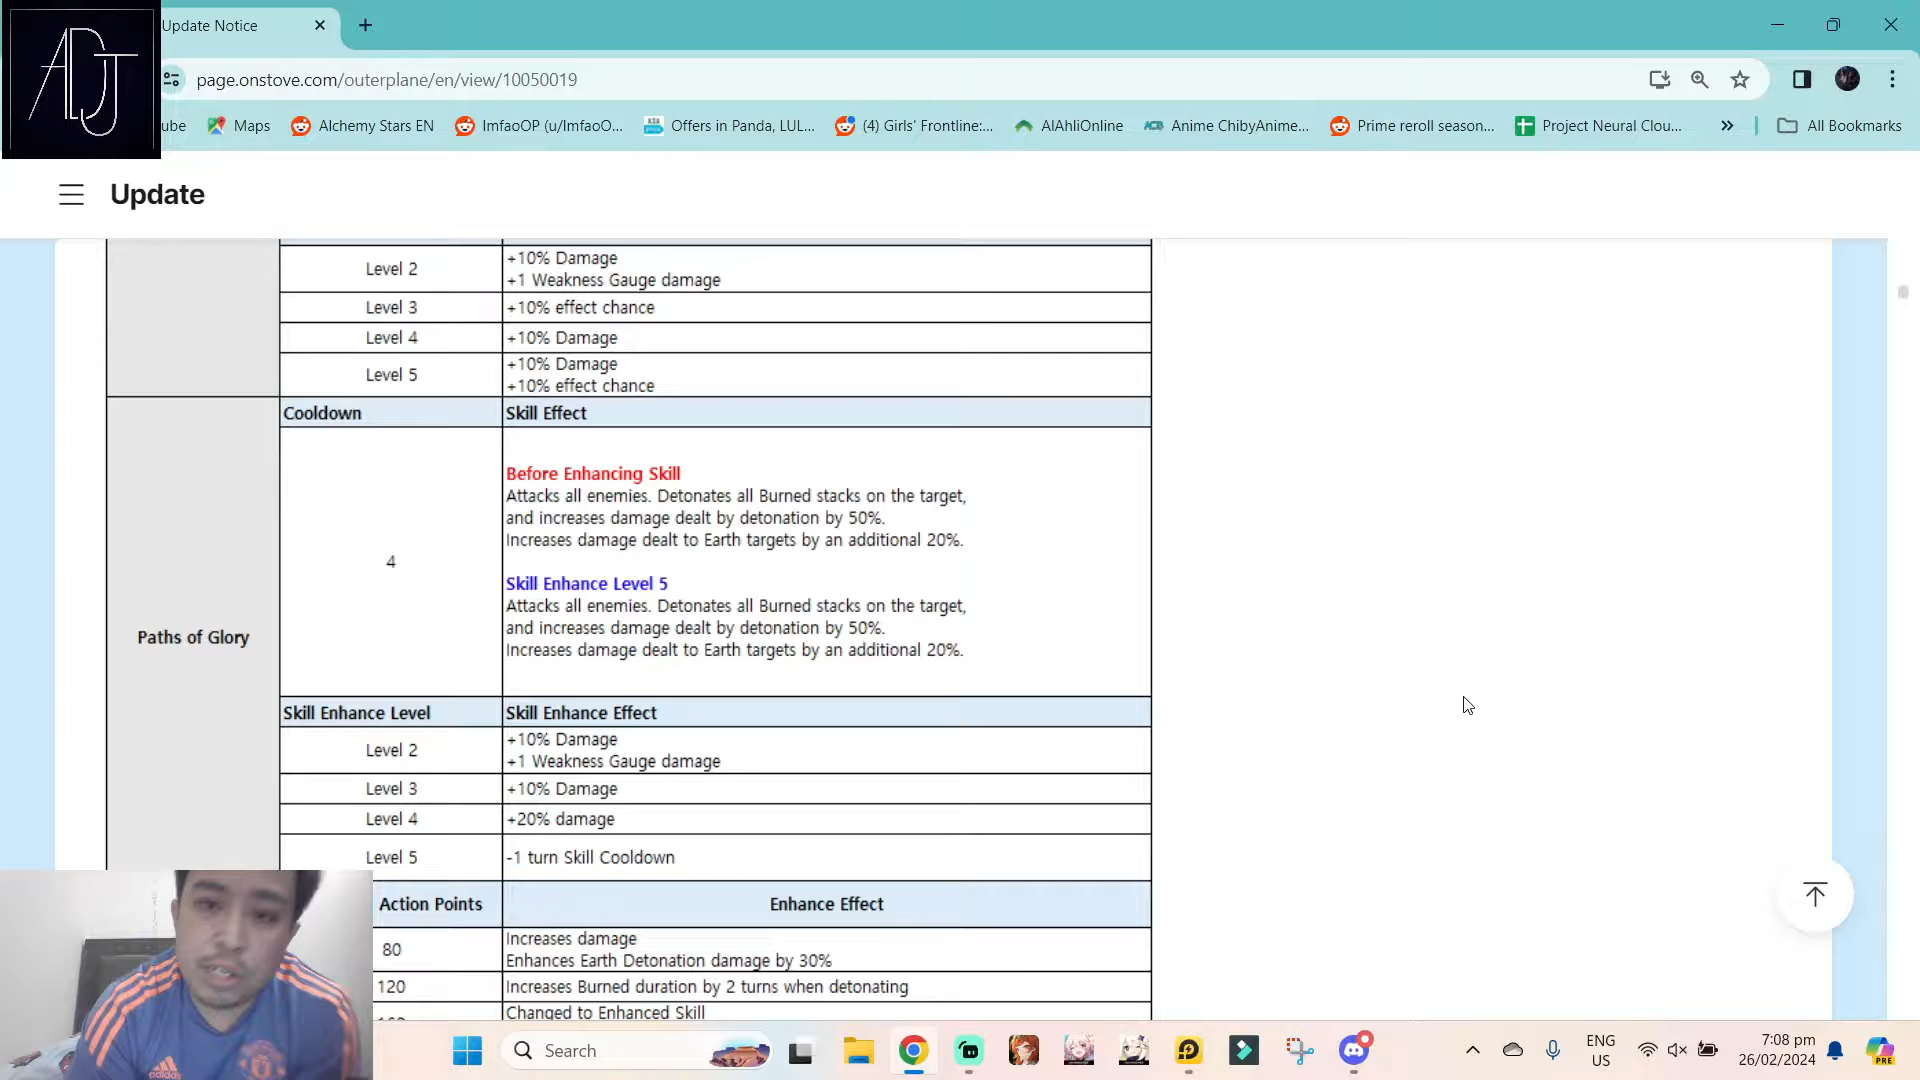 ADJ
Update Notice
page.onstove.com/outerplane/en/view/10050019
ube
Maps
Alchemy Stars EN
ImfaoOP (u/ImfaoO...
Offers in Panda, LUL...
(4) Girls' Frontline:...
AlAhliOnline
Anime ChibyAnime...
Prime reroll season...
Project Neural Clou...
All Bookmarks
Update
Level 2
+10% Damage
+1 Weakness Gauge damage
Level 3
+10% effect chance
Level 4
+10% Damage
Level 5
+10% Damage
+10% effect chance
Cooldown
Skill Effect
Paths of Glory
4
Before Enhancing Skill
Attacks all enemies. Detonates all Burned stacks on the target,
and increases damage dealt by detonation by 50%.
Increases damage dealt to Earth targets by an additional 20%.
Skill Enhance Level 5
Attacks all enemies. Detonates all Burned stacks on the target,
and increases damage dealt by detonation by 50%.
Increases damage dealt to Earth targets by an additional 20%.
Skill Enhance Level
Skill Enhance Effect
Level 2
+10% Damage
+1 Weakness Gauge damage
Level 3
+10% Damage
Level 4
+20% damage
Level 5
-1 turn Skill Cooldown
Action Points
Enhance Effect
80
Increases damage
Enhances Earth Detonation damage by 30%
120
Increases Burned duration by 2 turns when detonating
Changed to Enhanced Skill
adidas
Search
ENG
US
7:08 pm
26/02/2024
PRE